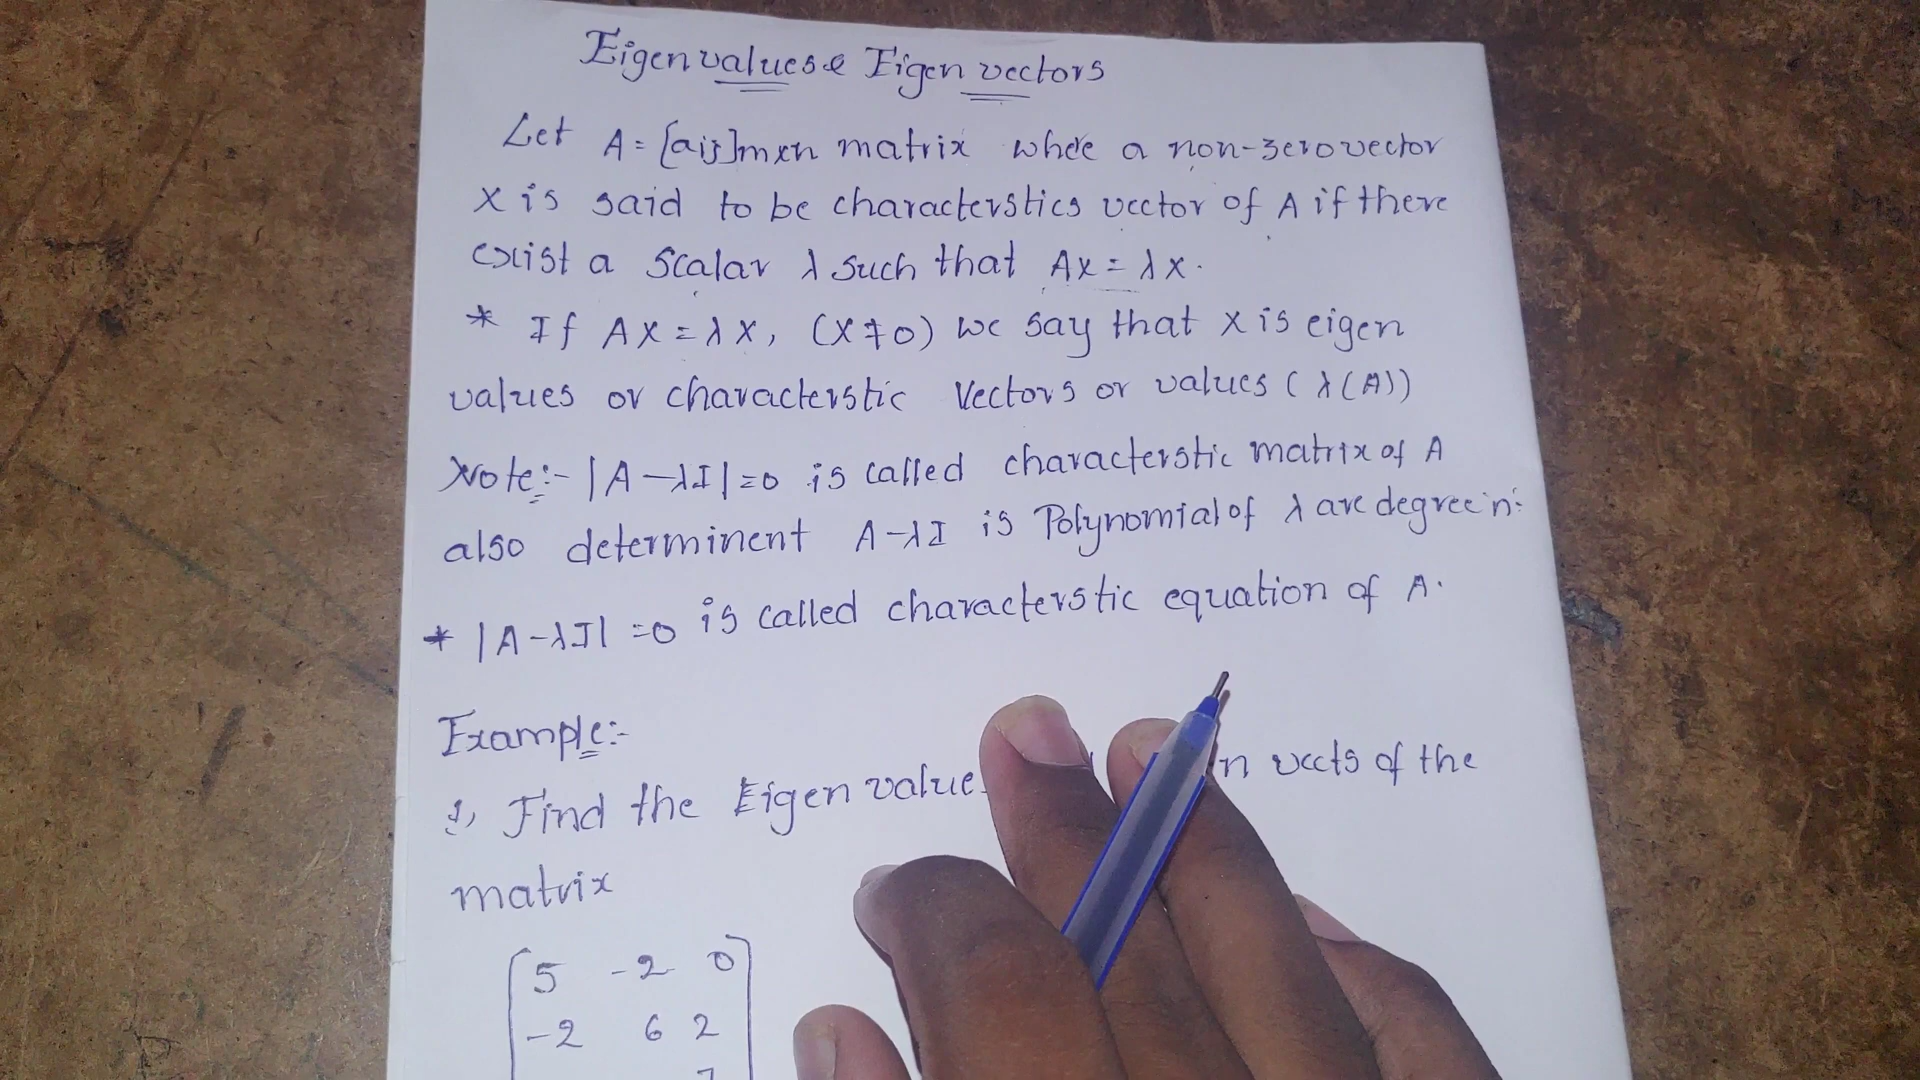 Eigen values & Eigen vectors
Let A = [aij]mxn matrix where a non-zero vector
X is said to be characterstics vector of A if there
exist a scalar λ such that AX = λX.
* If AX = λX, (X ≠ 0) we say that X is eigen
values or characterstic Vectors or values (λ(A))
Note:- |A-λI|=0 is called characterstic matrix of A
also determinent A-λI is Polynomial of λ are degree 'n'.
* |A-λI| =0 is called characterstic equation of A.
Example:-
1) Find the Eigen value n vects of the
matrix
5 -2 0
-2 6 2
7